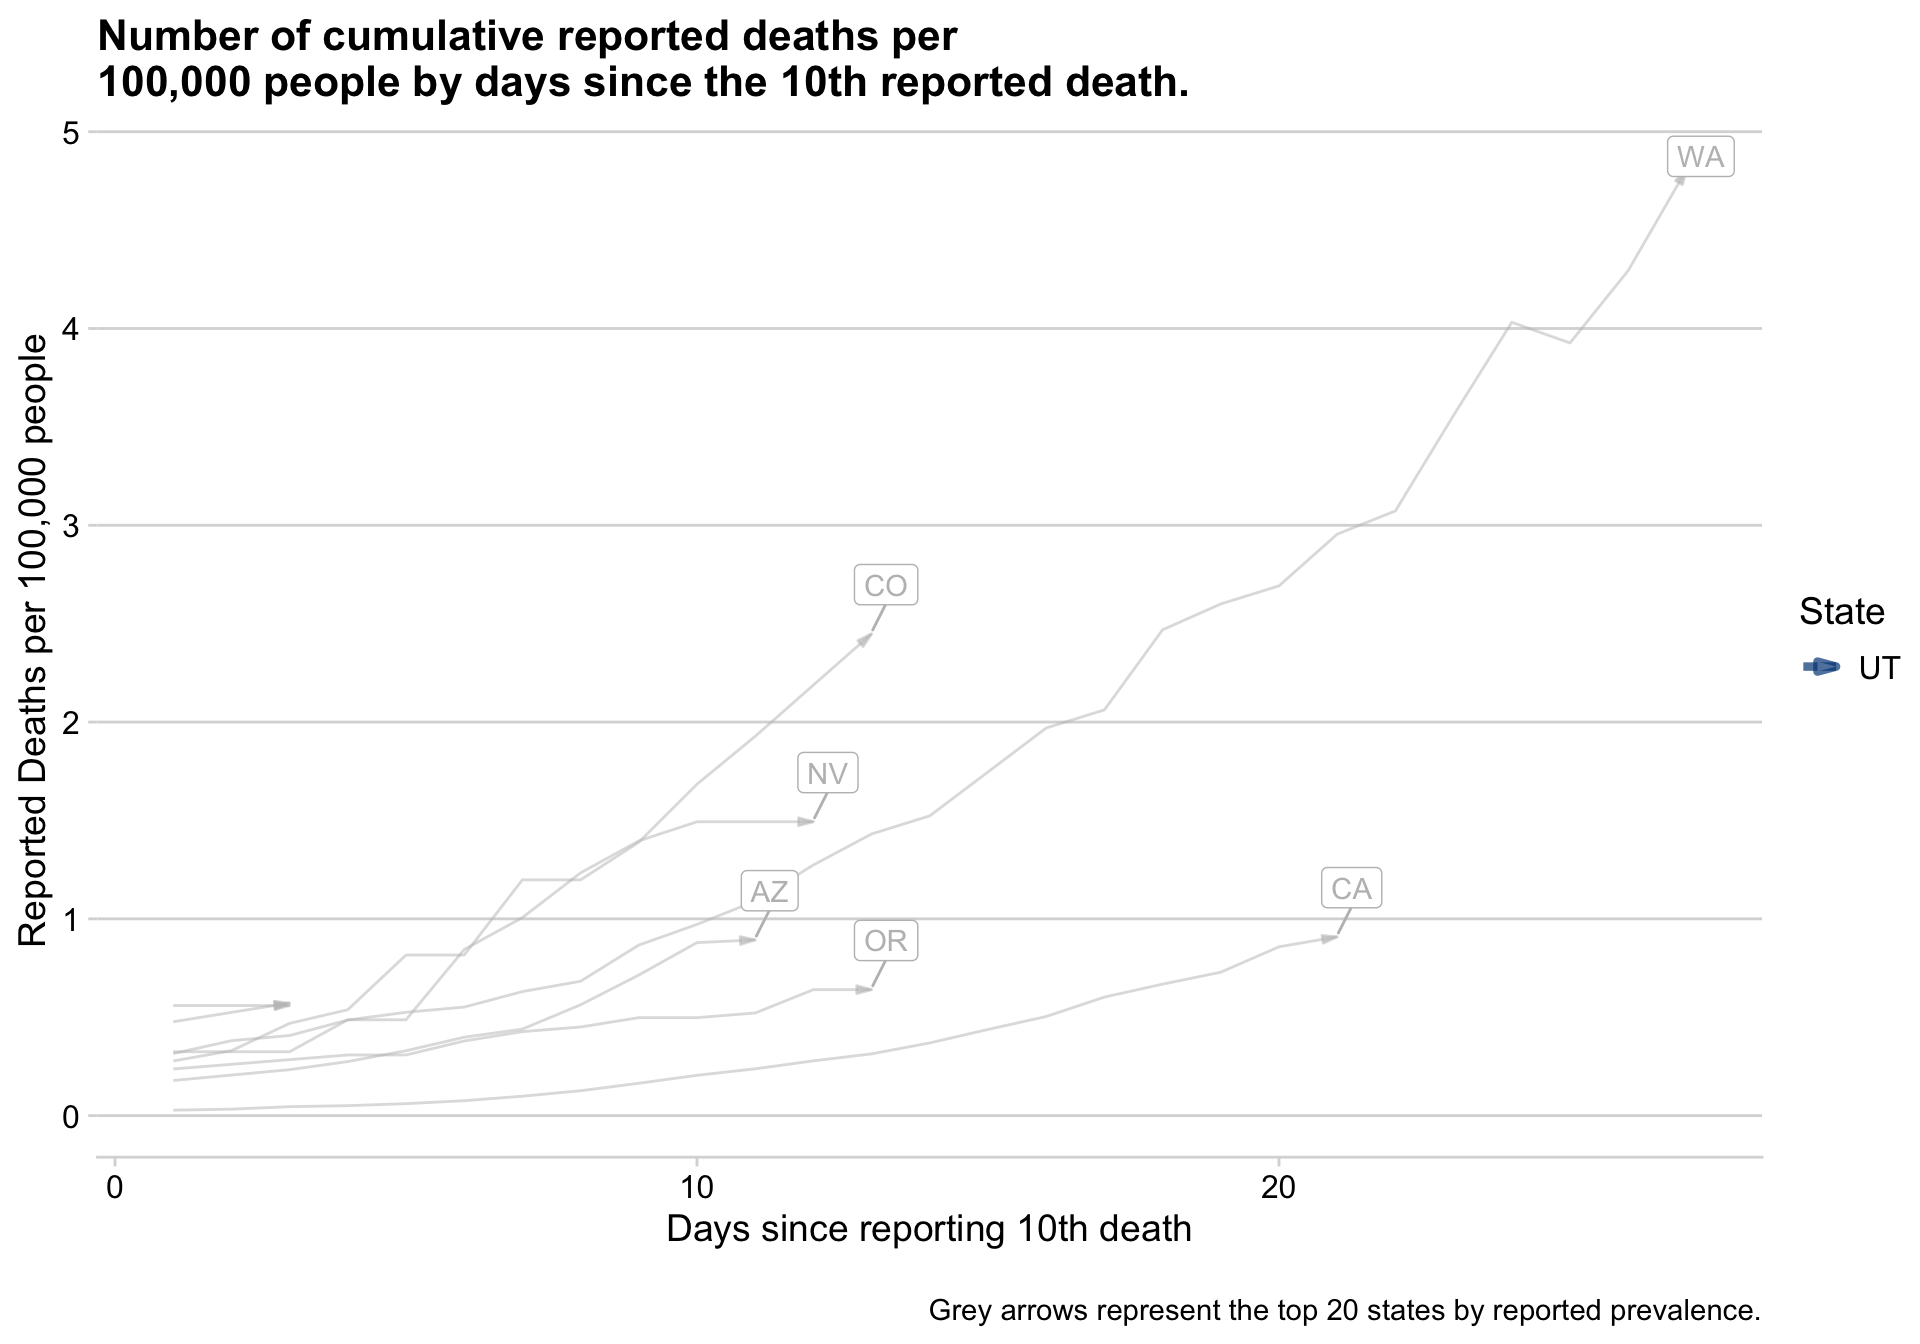 Number of cumulative reported deaths per
100,000 people by days since the 10th reported death.
Reported Deaths per 100,000 people
5
4
3
2
1
0
WA
CO
NV
AZ
CA
OR
State
UT
0
10
20
Days since reporting 10th death
Grey arrows represent the top 20 states by reported prevalence.